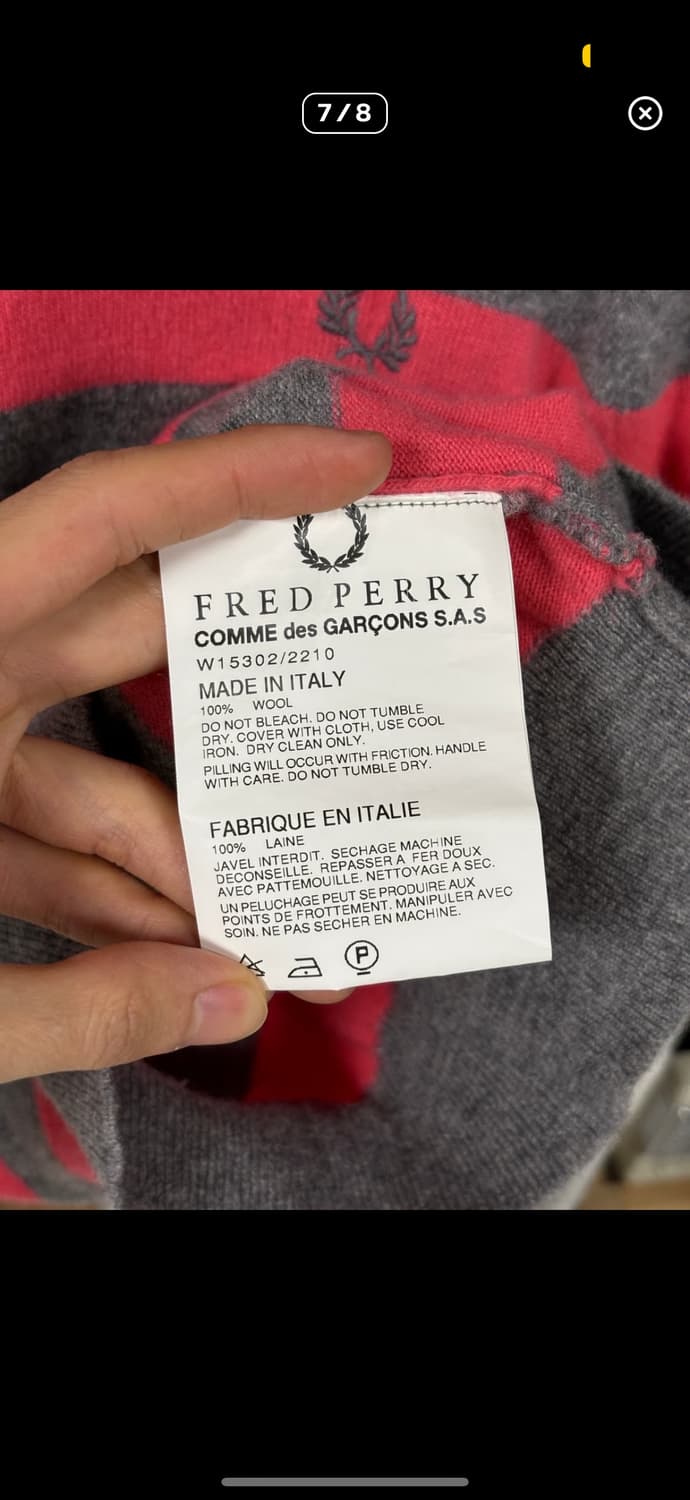 7/8
FRED PERRY
COMME des GARÇONS S.A.S
W15302/2210
MADE IN ITALY
100% WOOL
DO NOT BLEACH. DO NOT TUMBLE
DRY. COVER WITH CLOTH, USE COOL
IRON. DRY CLEAN ONLY.
PILLING WILL OCCUR WITH FRICTION. HANDLE
WITH CARE. DO NOT TUMBLE DRY.
FABRIQUE EN ITALIE
100% LAINE
JAVEL INTERDIT. SECHAGE MACHINE
DECONSEILLE. REPASSER A FER DOUX
AVEC PATTEMOUILLE. NETTOYAGE A SEC.
UN PELUCHAGE PEUT SE PRODUIRE AUX
POINTS DE FROTTEMENT. MANIPULER AVEC
SOIN. NE PAS SECHER EN MACHINE.
P